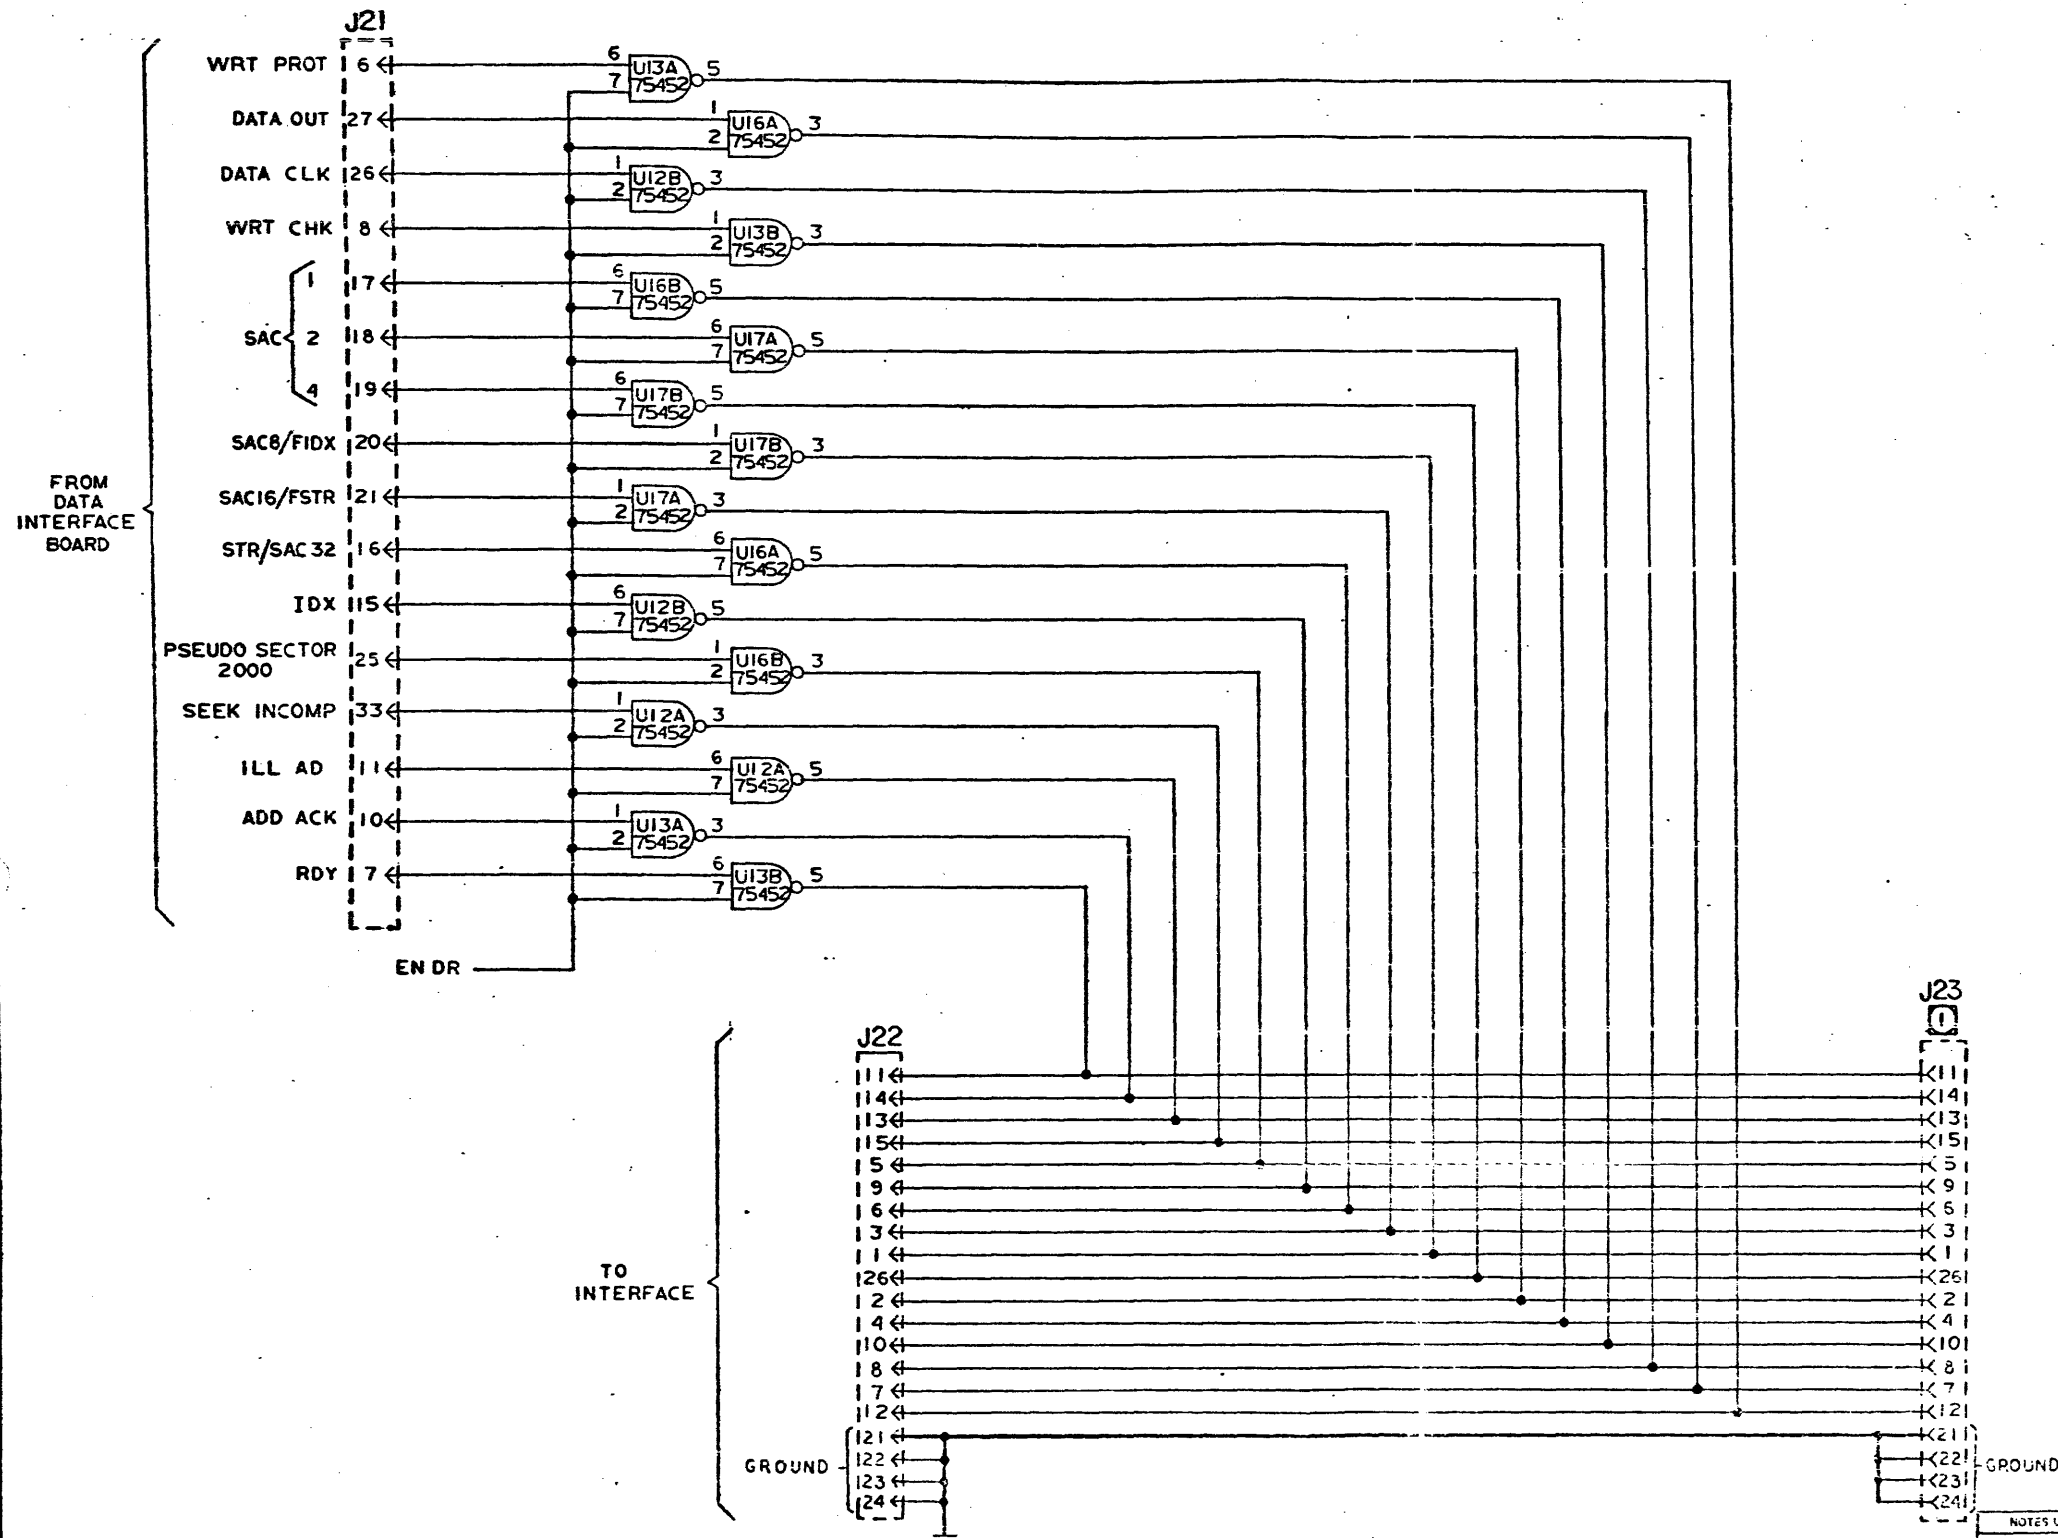 J21
WRT PROT 6 6 7 U13A 75452 5
DATA OUT 27 1 2 U16A 75452 3
DATA CLK 26 1 2 U12B 75452 3
WRT CHK 8 1 2 U13B 75452 3
1 17 6 7 U16B 75452 5
SAC 2 18 6 7 U17A 75452 5
4 19 6 7 U17B 75452 5
SAC8/FIDX 20 1 2 U17B 75452 3
SAC16/FSTR 21 1 2 U17A 75452 3
STR/SAC32 16 6 7 U16A 75452 5
IDX 15 6 7 U12B 75452 5
PSEUDO SECTOR
2000 25 1 2 U16B 75452 3
SEEK INCOMP 33 1 2 U12A 75452 3
ILL AD 11 6 7 U12A 75452 5
ADD ACK 10 1 2 U13A 75452 3
RDY 7 6 7 U13B 75452 5
FROM
DATA
INTERFACE
BOARD
EN DR
J22
J23
1
11 11
14 14
13 13
15 15
5 5
9 9
6 6
3 3
1 1
26 26
2 2
4 4
10 10
8 8
7 7
12 12
21 21
22 22
23 23
24 24
TO
INTERFACE
GROUND
GROUND
NOTES